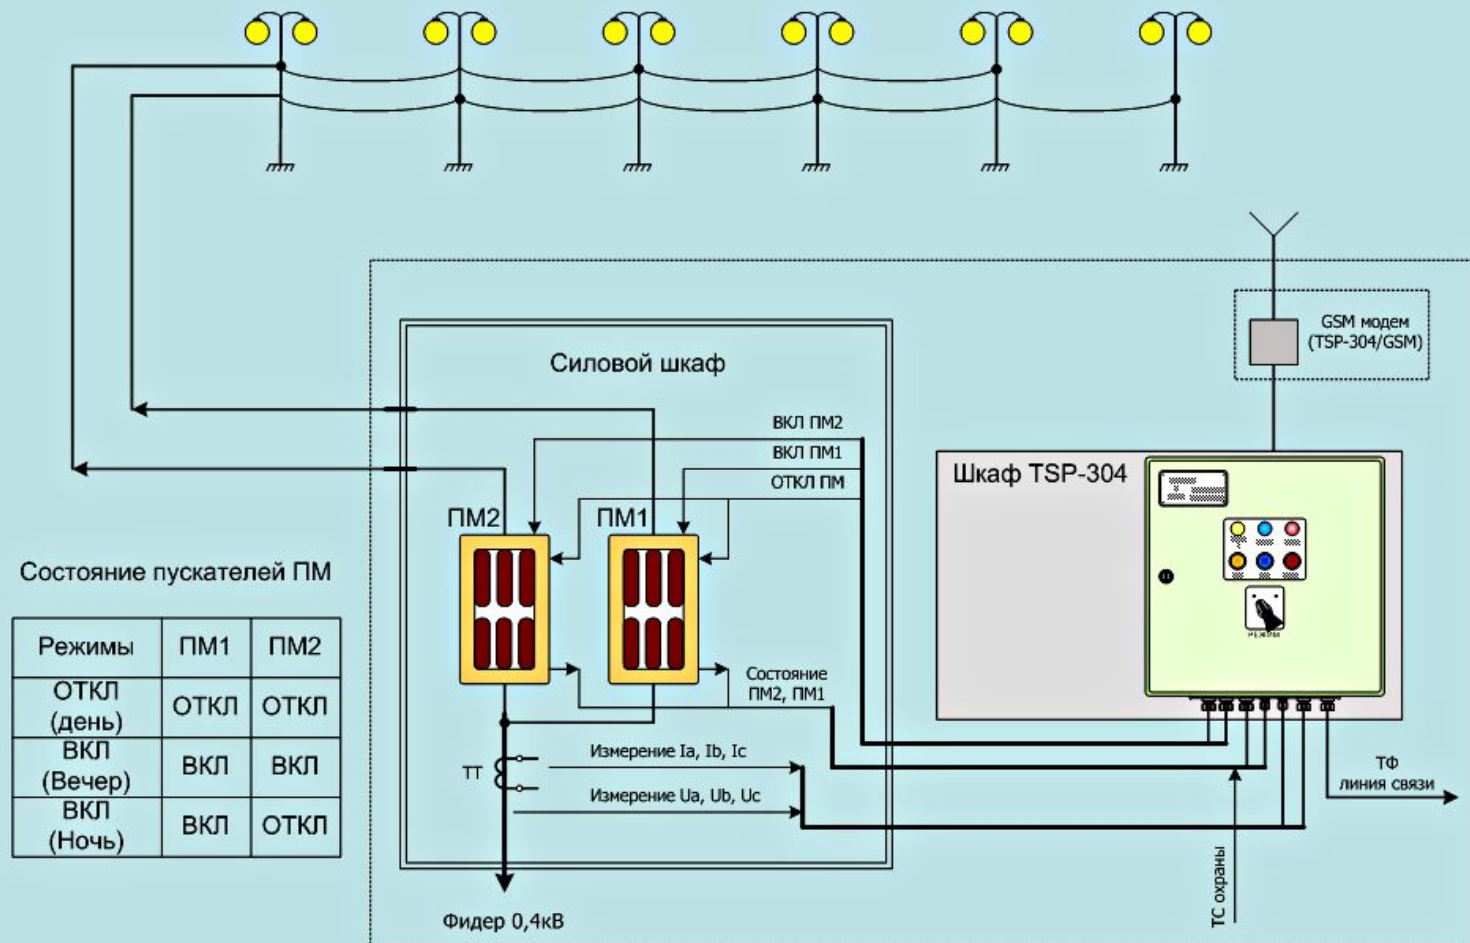 GSM модем
(TSP-304/GSM)
Силовой шкаф
ВКЛ ПМ2
ВКЛ ПМ1
ОТКЛ ПМ
Шкаф TSP-304
ПМ2
ПМ1
РЕЖИМ
Состояние
ПМ2, ПМ1
Измерение Ia, Ib, Ic
ТТ
Измерение Ua, Ub, Uc
ТФ
линия связи
ТС охраны
Фидер 0,4кВ
Состояние пускателей ПМ
Режимы ПМ1 ПМ2
ОТКЛ
(день) ОТКЛ ОТКЛ
ВКЛ
(Вечер) ВКЛ ВКЛ
ВКЛ
(Ночь) ВКЛ ОТКЛ